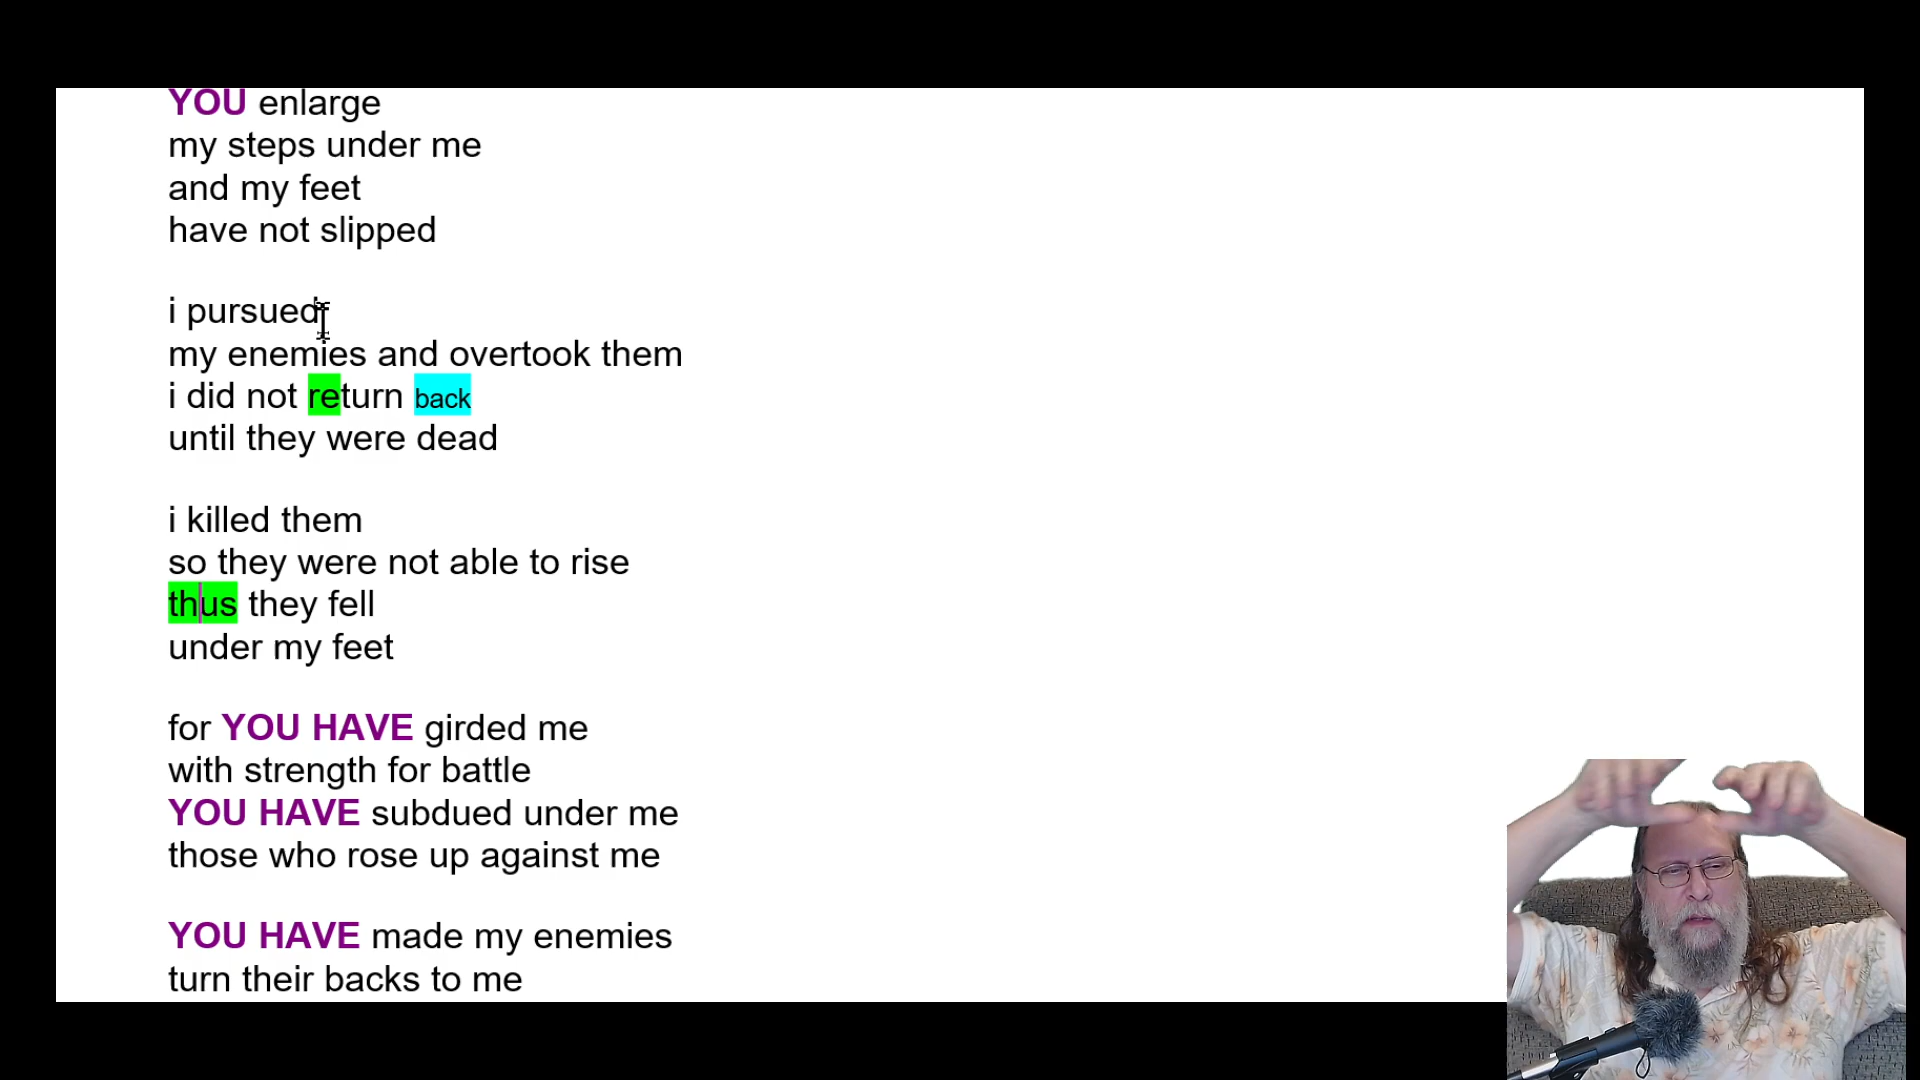 YOU enlarge
my steps under me
and my feet
have not slipped
i pursued
my enemies and overtook them
i did not return back
until they were dead
i killed them
so they were not able to rise
thus they fell
under my feet
for YOU HAVE girded me
with strength for battle
YOU HAVE subdued under me
those who rose up against me
YOU HAVE made my enemies
turn their backs to me